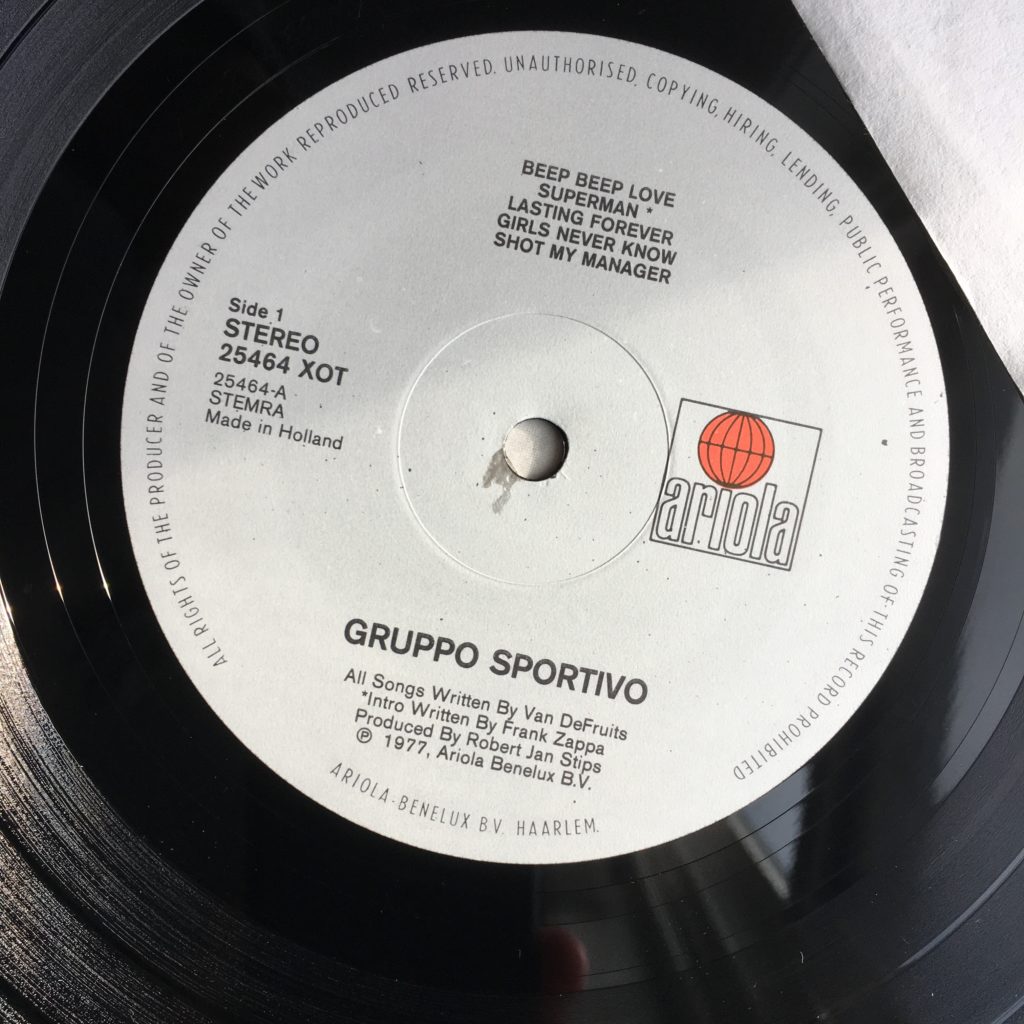 ALL RIGHTS OF THE PRODUCER AND OF THE OWNER OF THE WORK REPRODUCED RESERVED. UNAUTHORISED, COPYING, HIRING, LENDING, PUBLIC PERFORMANCE AND BROADCASTING OF THIS RECORD PROHIBITED
BEEP BEEP LOVE
SUPERMAN *
LASTING FOREVER
GIRLS NEVER KNOW
SHOT MY MANAGER
Side 1
STEREO
25464 XOT
25464-A
STEMRA
Made in Holland
ariola
GRUPPO SPORTIVO
All Songs Written By Van DeFruits
*Intro Written By Frank Zappa
Produced By Robert Jan Stips
℗ 1977, Ariola Benelux B.V.
ARIOLA-BENELUX B.V. HAARLEM.